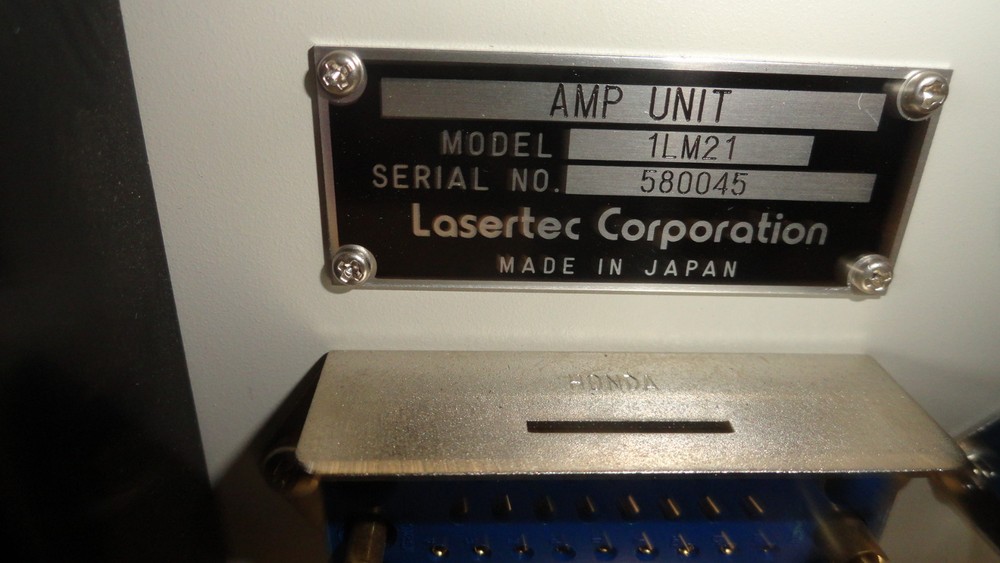 AMP UNIT
MODEL 1LM21
SERIAL NO. 580045
Lasertec Corporation
MADE IN JAPAN
HONDA